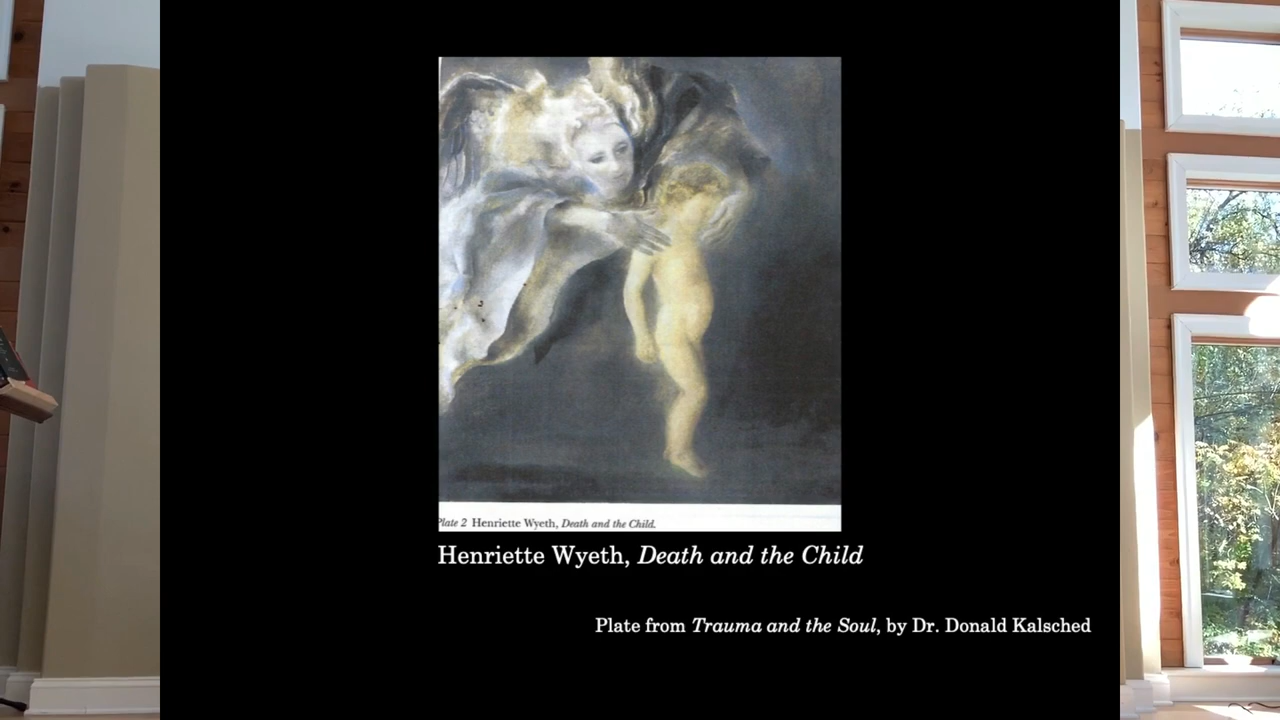 Plate 2 Henriette Wyeth, Death and the Child.
Henriette Wyeth, Death and the Child
Plate from Trauma and the Soul, by Dr. Donald Kalsched